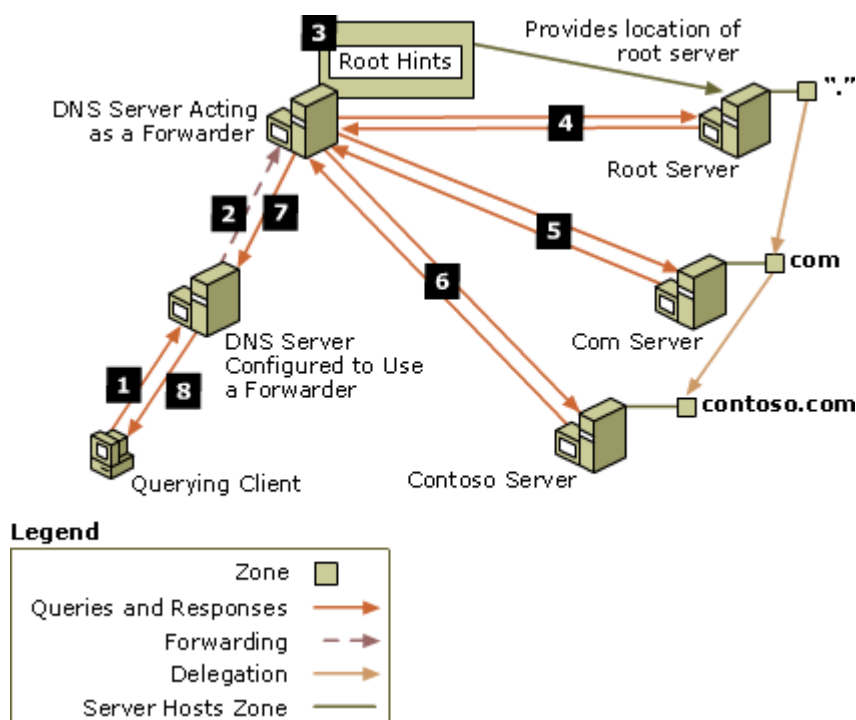 3
Root Hints
Provides location of
root server
"."
DNS Server Acting
as a Forwarder
4
Root Server
2
7
5
com
6
Com Server
DNS Server
Configured to Use
a Forwarder
1
8
contoso.com
Querying Client
Contoso Server
Legend
Zone
Queries and Responses
Forwarding
Delegation
Server Hosts Zone